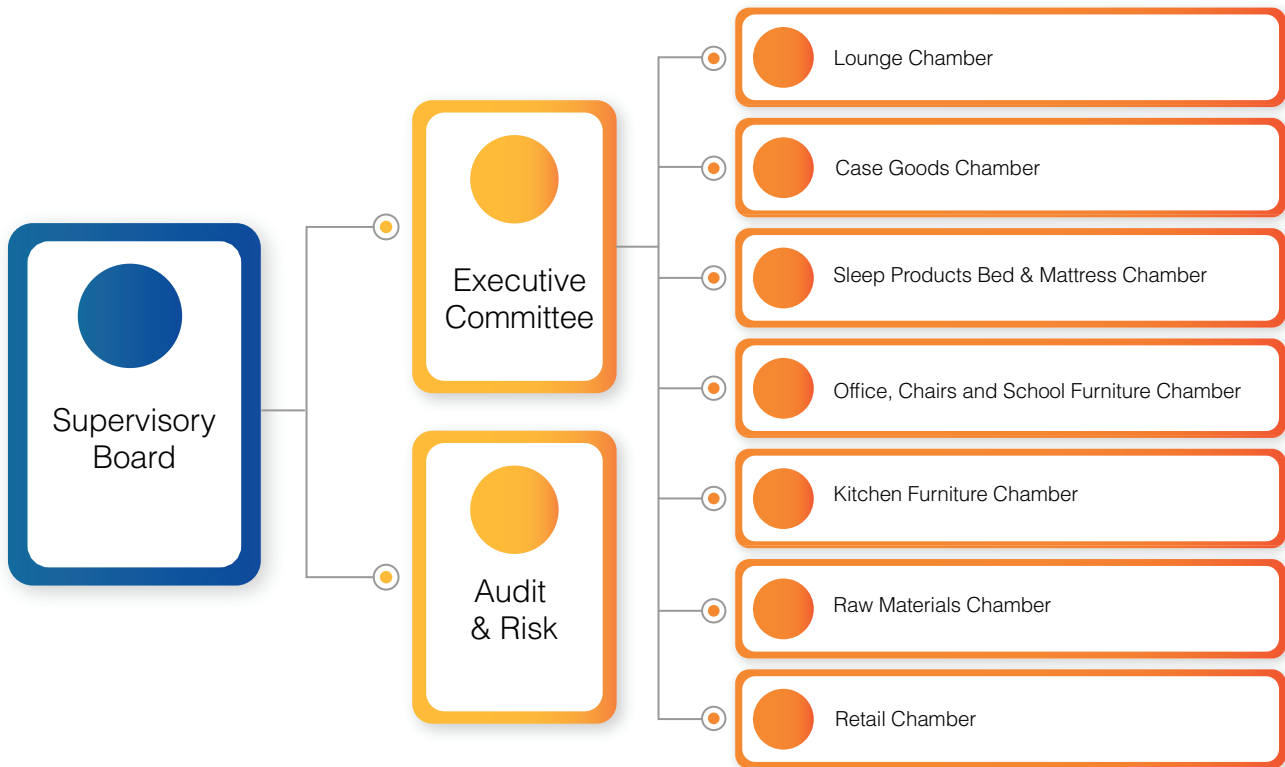 Supervisory
Board
Executive
Committee
Audit
& Risk
Lounge Chamber
Case Goods Chamber
Sleep Products Bed & Mattress Chamber
Office, Chairs and School Furniture Chamber
Kitchen Furniture Chamber
Raw Materials Chamber
Retail Chamber